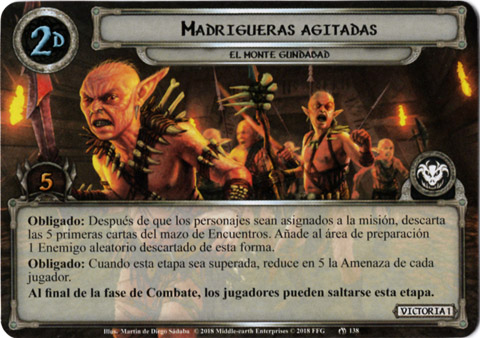 2D
MADRIGUERAS AGITADAS
EL MONTE GUNDABAD
5
Obligado: Después de que los personajes sean asignados a la misión, descarta
las 5 primeras cartas del mazo de Encuentros. Añade al área de preparación
1 Enemigo aleatorio descartado de esta forma.
Obligado: Cuando esta etapa sea superada, reduce en 5 la Amenaza de cada
jugador.
Al final de la fase de Combate, los jugadores pueden saltarse esta etapa.
VICTORIA 1
Illus. Martin de Diego Sádaba © 2018 Middle-earth Enterprises © 2018 FFG 138